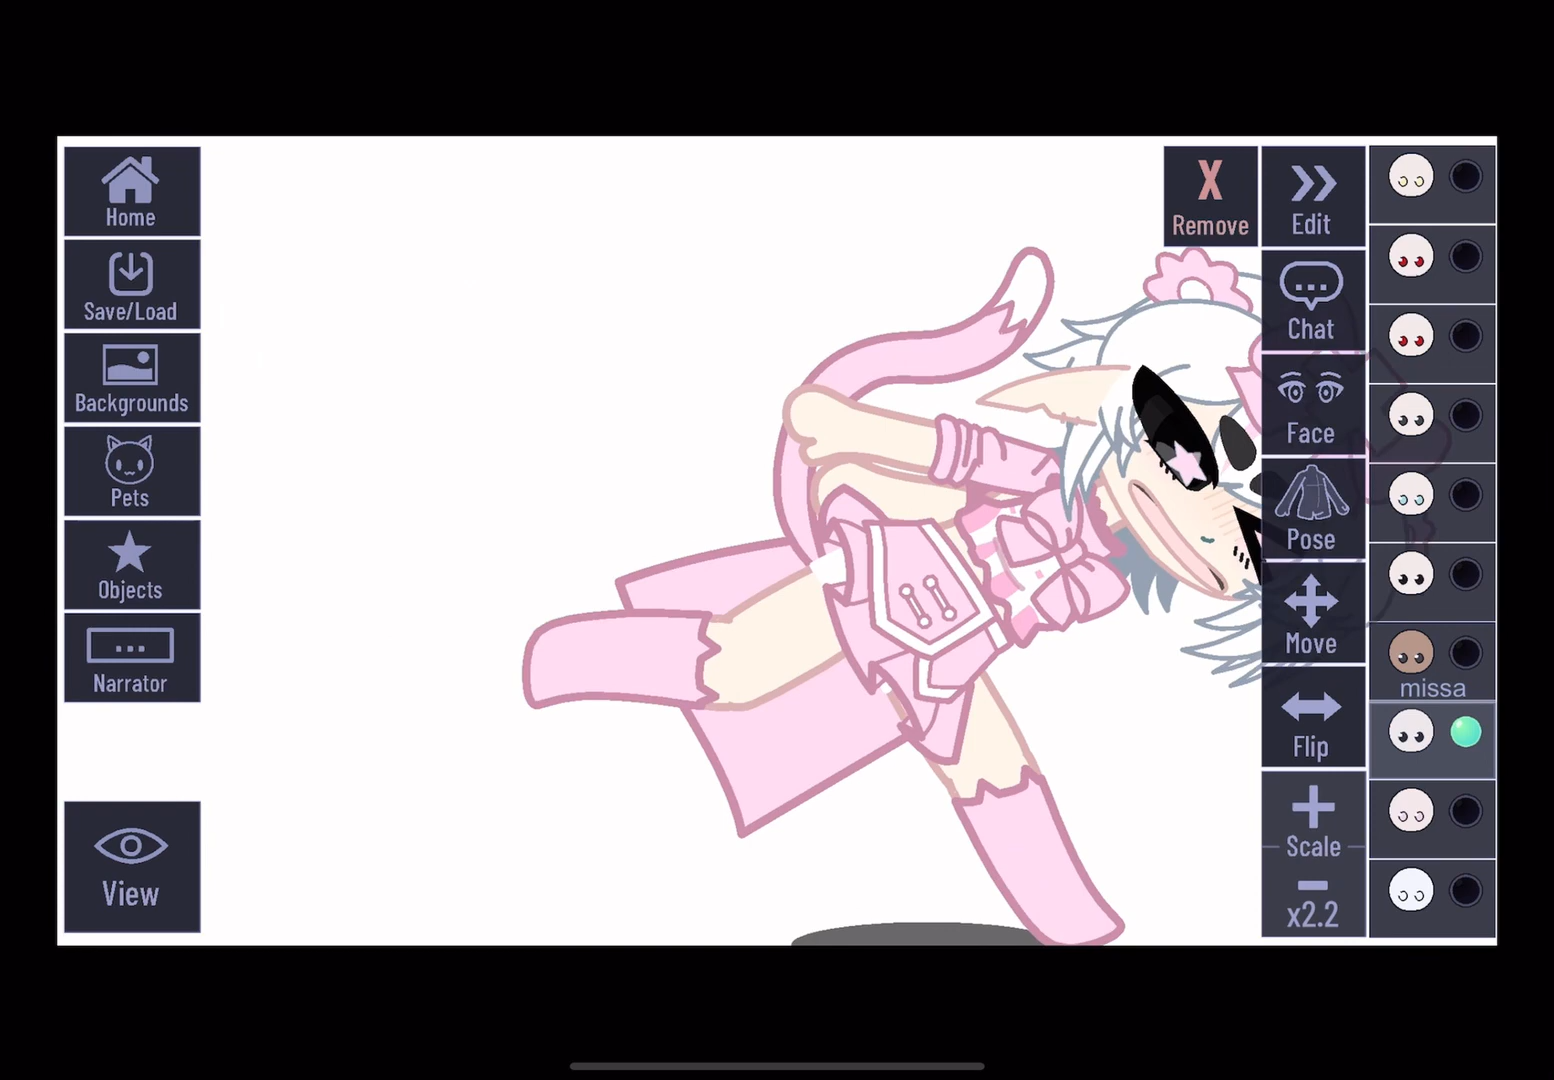 Home
Save/Load
Backgrounds
Pets
Objects
Narrator
View
X
Remove
Edit
Chat
Face
Pose
Move
Flip
Scale
x2.2
missa